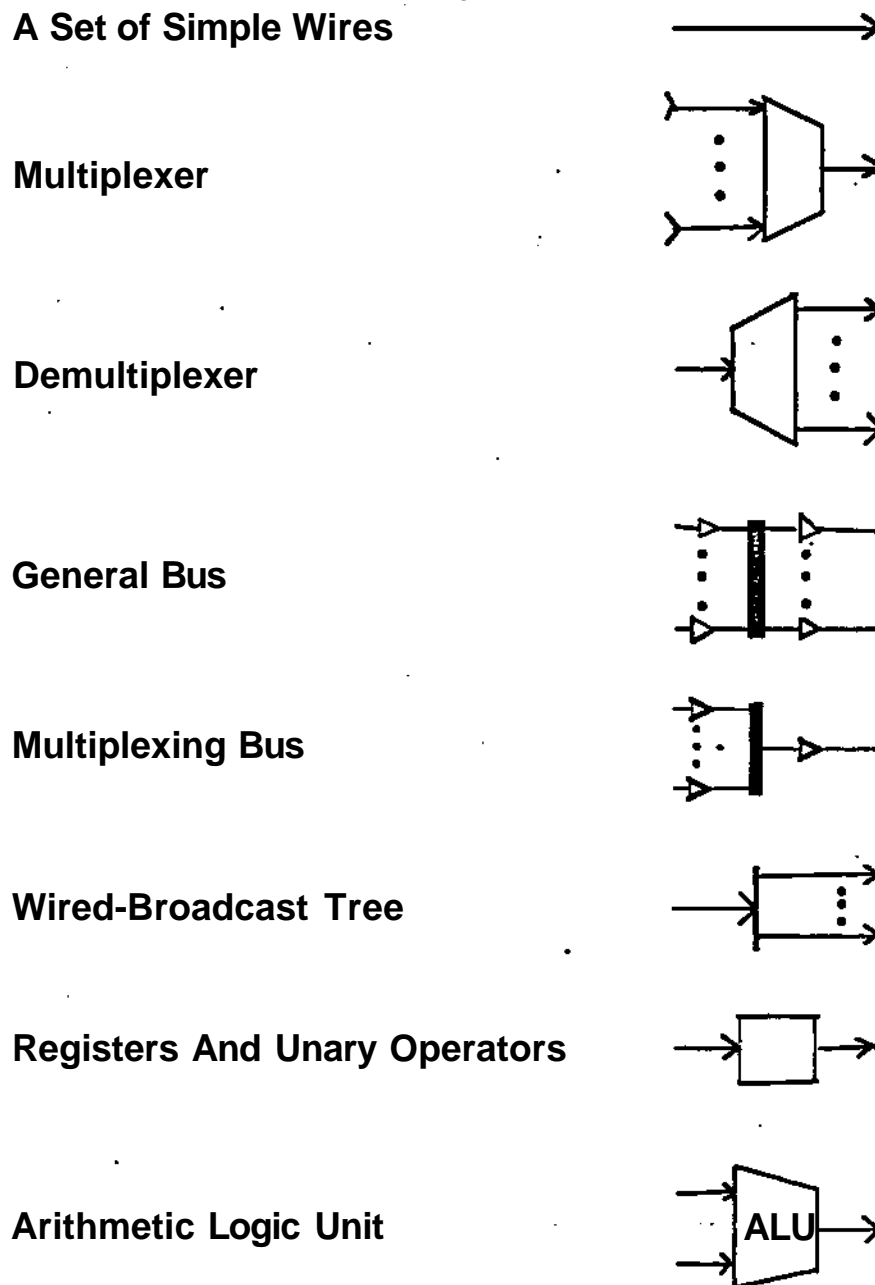 A Set of Simple Wires
Multiplexer
Demultiplexer
General Bus
Multiplexing Bus
Wired-Broadcast Tree
Registers And Unary Operators
Arithmetic Logic Unit
ALU